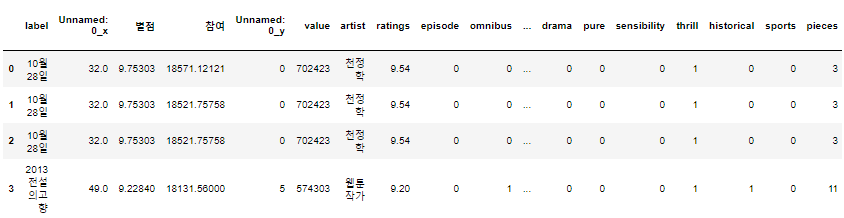 label Unnamed: 0_x 별점 참여 Unnamed: 0_y value artist ratings episode omnibus ... drama pure sensibility thrill historical sports pieces
0 10월 28일 32.0 9.75303 18571.12121 0 702423 천정학 9.54 0 0 ... 0 0 0 1 0 0 3
1 10월 28일 32.0 9.75303 18521.75758 0 702423 천정학 9.54 0 0 ... 0 0 0 1 0 0 3
2 10월 28일 32.0 9.75303 18521.75758 0 702423 천정학 9.54 0 0 ... 0 0 0 1 0 0 3
3 2013 전설의고향 49.0 9.22840 18131.56000 5 574303 웹툰작가 9.20 0 1 ... 0 0 0 1 1 0 11